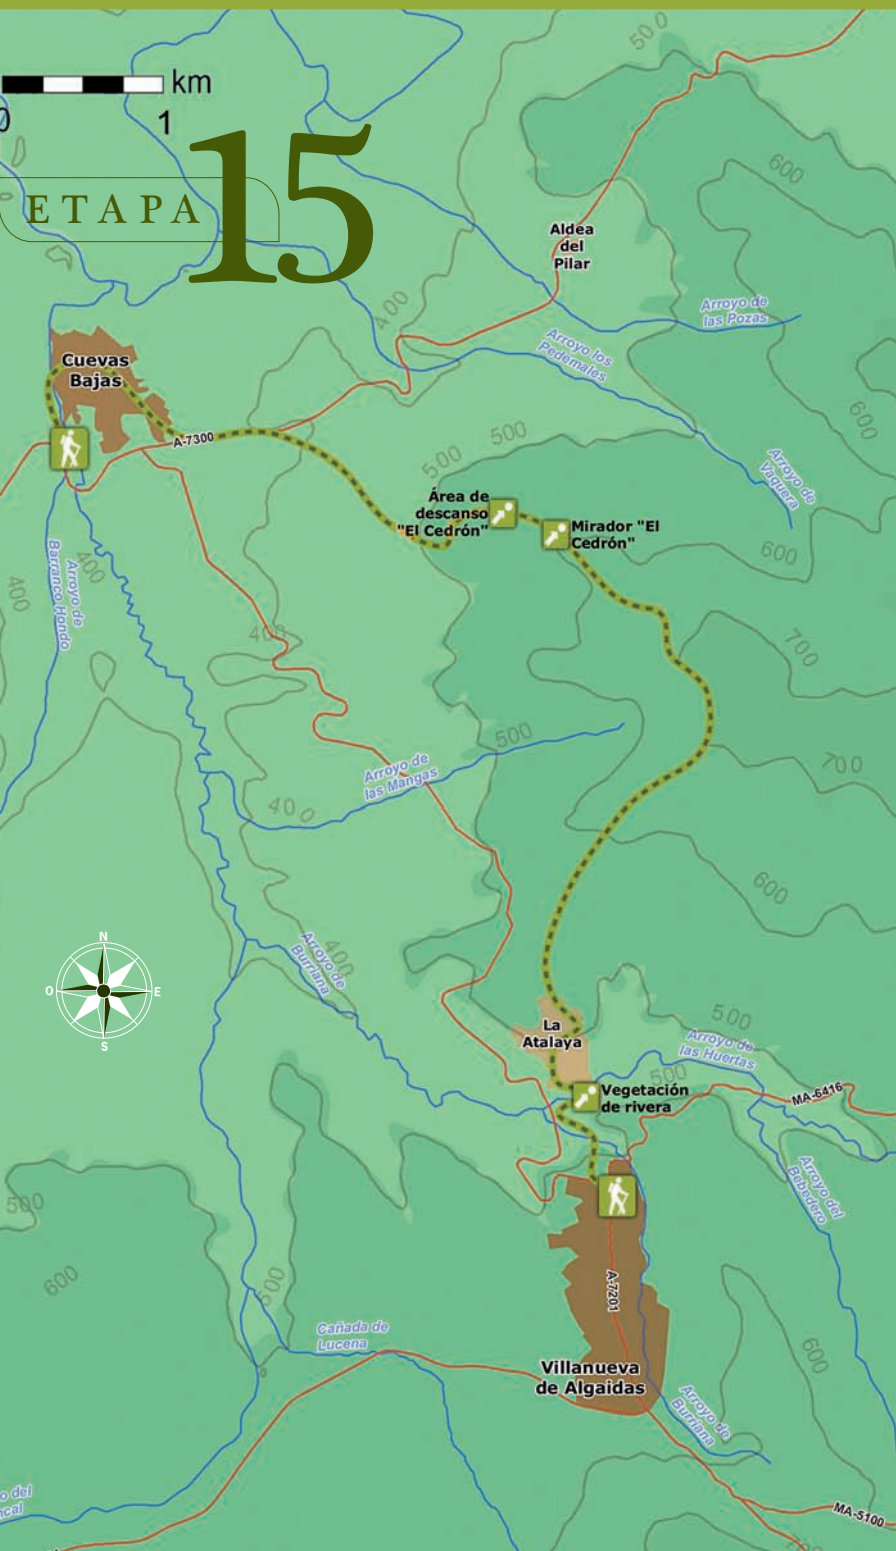 km
0
1
ETAPA 15
500
600
Aldea
del
Pilar
400
Arroyo de
las Pozas
Arroyo los
Pedernales
Cuevas
Bajas
600
A-7300
500
500
Arroyo de
Vaquera
Área de
descanso
"El Cedrón"
Mirador "El
Cedrón"
600
Arroyo de
Barranco Hondo
400
400
400
700
500
700
Arroyo de
las Mangas
400
600
Arroyo de
Burriana
400
N
O
E
S
La
Atalaya
500
Arroyo de
las Huertas
500
Vegetación
de rivera
MA-6416
Arroyo del
Bebedero
500
600
500
A-7201
Cañada de
Lucena
600
Villanueva
de Algaidas
Arroyo de
Burriana
o del
ncal
MA-5100
700